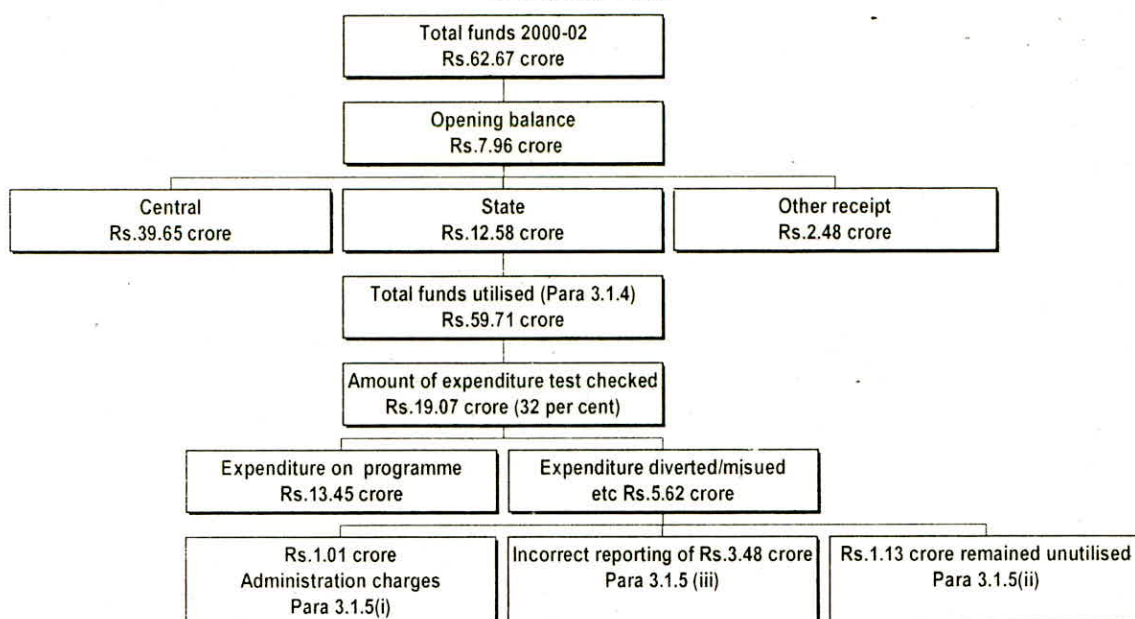 Total funds 2000-02
Rs.62.67 crore
Opening balance
Rs.7.96 crore
Central
Rs.39.65 crore
State
Rs.12.58 crore
Other receipt
Rs.2.48 crore
Total funds utilised (Para 3.1.4)
Rs.59.71 crore
Amount of expenditure test checked
Rs.19.07 crore (32 per cent)
Expenditure on programme
Rs.13.45 crore
Expenditure diverted/misued
etc Rs.5.62 crore
Rs.1.01 crore
Administration charges
Para 3.1.5(i)
Incorrect reporting of Rs.3.48 crore
Para 3.1.5 (iii)
Rs.1.13 crore remained unutilised
Para 3.1.5(ii)